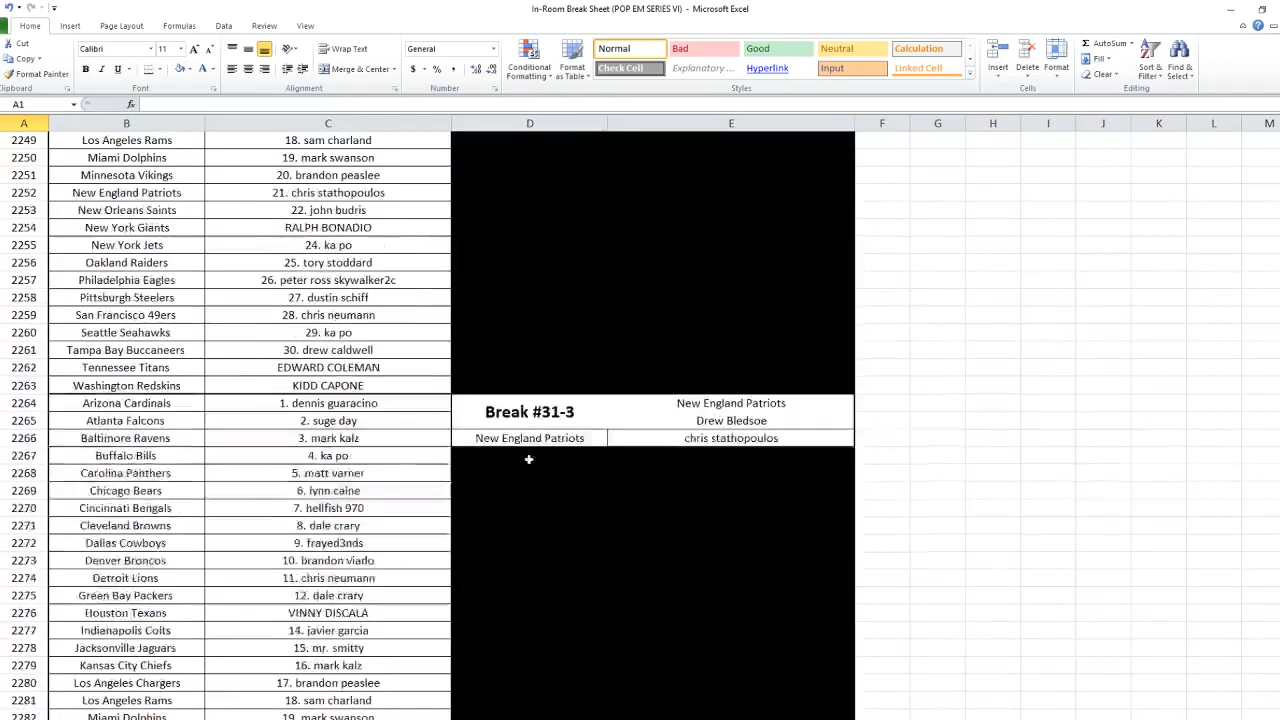 In-Room Break Sheet (POP EM SERIES VI) - Microsoft Excel
Home Insert Page Layout Formulas Data Review View
Cut
Copy
Format Painter
Clipboard
Calibri 11
B I U
Font
Wrap Text
Merge & Center
Alignment
General
$ % ,
Number
Conditional Formatting
Format as Table
Normal Bad Good Neutral Calculation
Check Cell Explanatory ... Hyperlink Input Linked Cell
Styles
Insert Delete Format
Cells
AutoSum
Fill
Clear
Sort & Filter
Find & Select
Editing
A1 fx
A B C D E F G H I J K L M
2249 Los Angeles Rams 18. sam charland
2250 Miami Dolphins 19. mark swanson
2251 Minnesota Vikings 20. brandon peaslee
2252 New England Patriots 21. chris stathopoulos
2253 New Orleans Saints 22. john budris
2254 New York Giants RALPH BONADIO
2255 New York Jets 24. ka po
2256 Oakland Raiders 25. tory stoddard
2257 Philadelphia Eagles 26. peter ross skywalker2c
2258 Pittsburgh Steelers 27. dustin schiff
2259 San Francisco 49ers 28. chris neumann
2260 Seattle Seahawks 29. ka po
2261 Tampa Bay Buccaneers 30. drew caldwell
2262 Tennessee Titans EDWARD COLEMAN
2263 Washington Redskins KIDD CAPONE
2264 Arizona Cardinals 1. dennis guaracino Break #31-3 New England Patriots
2265 Atlanta Falcons 2. suge day Drew Bledsoe
2266 Baltimore Ravens 3. mark kalz New England Patriots chris stathopoulos
2267 Buffalo Bills 4. ka po
2268 Carolina Panthers 5. matt varner
2269 Chicago Bears 6. lynn caine
2270 Cincinnati Bengals 7. hellfish 970
2271 Cleveland Browns 8. dale crary
2272 Dallas Cowboys 9. frayed3nds
2273 Denver Broncos 10. brandon viado
2274 Detroit Lions 11. chris neumann
2275 Green Bay Packers 12. dale crary
2276 Houston Texans VINNY DISCALA
2277 Indianapolis Colts 14. javier garcia
2278 Jacksonville Jaguars 15. mr. smitty
2279 Kansas City Chiefs 16. mark kalz
2280 Los Angeles Chargers 17. brandon peaslee
2281 Los Angeles Rams 18. sam charland
2282 Miami Dolphins 19. mark swanson